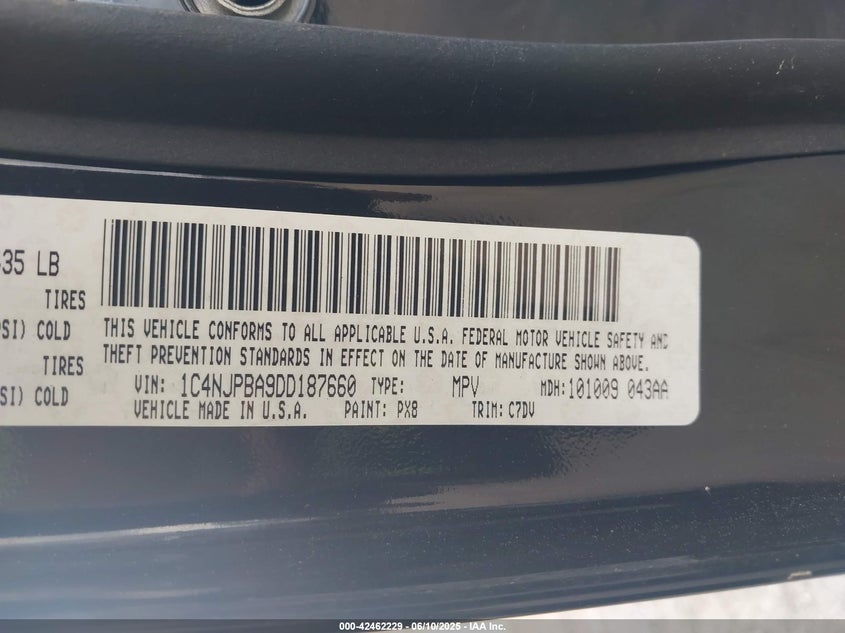 35 LB
TIRES
SI) COLD
TIRES
SI) COLD
THIS VEHICLE CONFORMS TO ALL APPLICABLE U.S.A. FEDERAL MOTOR VEHICLE SAFETY AND
THEFT PREVENTION STANDARDS IN EFFECT ON THE DATE OF MANUFACTURE SHOWN ABOVE.
VIN: 1C4NJPBA9DD187660 TYPE: MPV MDH:101009 043AA
VEHICLE MADE IN U.S.A. PAINT: PX8 TRIM: C7DV
000-42462229 - 06/10/2025 - IAA Inc.